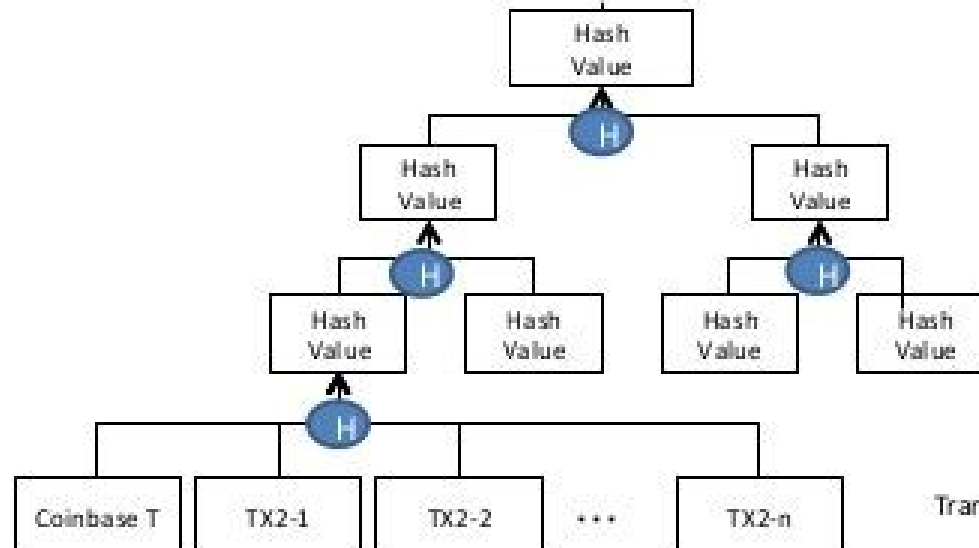 Hash
Value
H
Hash
Value
Hash
Value
H
H
Hash
Value
Hash
Value
Hash
Value
Hash
Value
H
Coinbase T
TX2-1
TX2-2
...
TX2-n
Tran